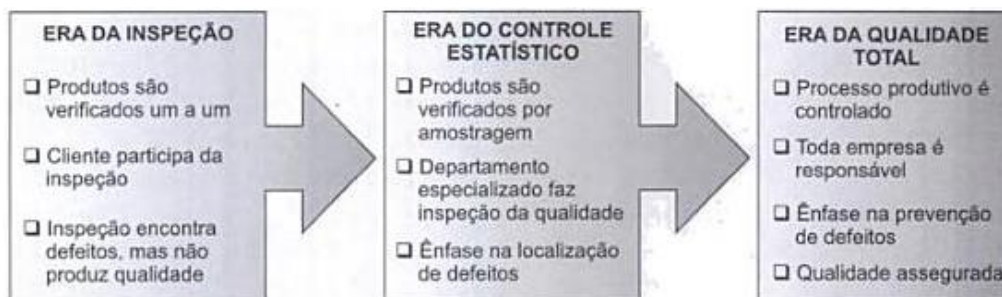 ERA DA INSPEÇÃO
❑ Produtos são
verificados um a um
❑ Cliente participa da
inspeção
❑ Inspeção encontra
defeitos, mas não
produz qualidade
ERA DO CONTROLE
ESTATÍSTICO
❑ Produtos são
verificados por
amostragem
❑ Departamento
especializado faz
inspeção da qualidade
❑ Ênfase na localização
de defeitos
ERA DA QUALIDADE
TOTAL
❑ Processo produtivo é
controlado
❑ Toda empresa é
responsável
❑ Ênfase na prevenção
de defeitos
❑ Qualidade assegurada